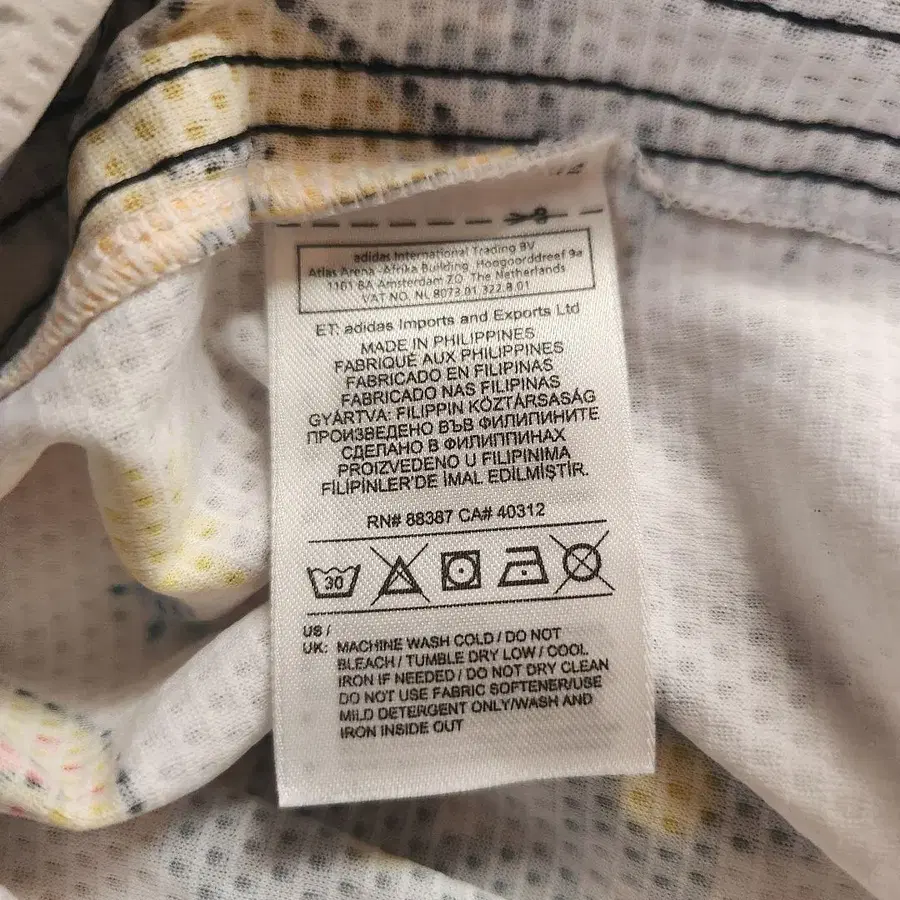 adidas International Trading BV
Atlas Arena -Afrika Building, Hoogoorddreef 9a
1101 BA Amsterdam ZO, The Netherlands
VAT NO. NL 8073.01.322.B.01
ET: adidas Imports and Exports Ltd
MADE IN PHILIPPINES
FABRIQUÉ AUX PHILIPPINES
FABRICADO EN FILIPINAS
FABRICADO NAS FILIPINAS
GYÁRTVA: FILIPPIN KÖZTÁRSASÁG
ПРОИЗВЕДЕНО ВЪВ ФИЛИПИНИТЕ
СДЕЛАНО В ФИЛИППИНАХ
PROIZVEDENO U FILIPINIMA
FİLİPİNLER'DE İMAL EDİLMİŞTİR.
RN# 88387 CA# 40312
30
US /
UK: MACHINE WASH COLD / DO NOT
BLEACH / TUMBLE DRY LOW / COOL
IRON IF NEEDED / DO NOT DRY CLEAN
DO NOT USE FABRIC SOFTENER/USE
MILD DETERGENT ONLY/WASH AND
IRON INSIDE OUT